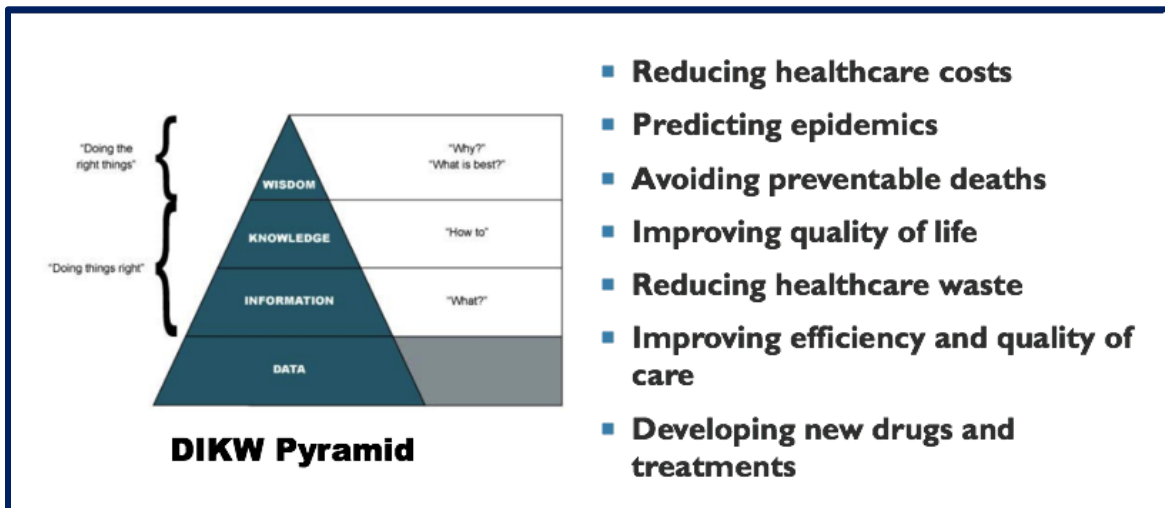 "Doing the
right things"
"Doing things right"
WISDOM
KNOWLEDGE
INFORMATION
DATA
"Why?"
"What is best?"
"How to"
"What?"
DIKW Pyramid
▪ Reducing healthcare costs
▪ Predicting epidemics
▪ Avoiding preventable deaths
▪ Improving quality of life
▪ Reducing healthcare waste
▪ Improving efficiency and quality of
care
▪ Developing new drugs and
treatments